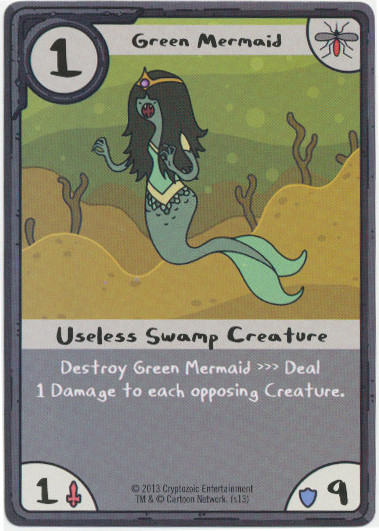 1
Green Mermaid
Useless Swamp Creature
Destroy Green Mermaid >>> Deal
1 Damage to each opposing Creature.
1
9
© 2013 Cryptozoic Entertainment
TM & © Cartoon Network. (s13)